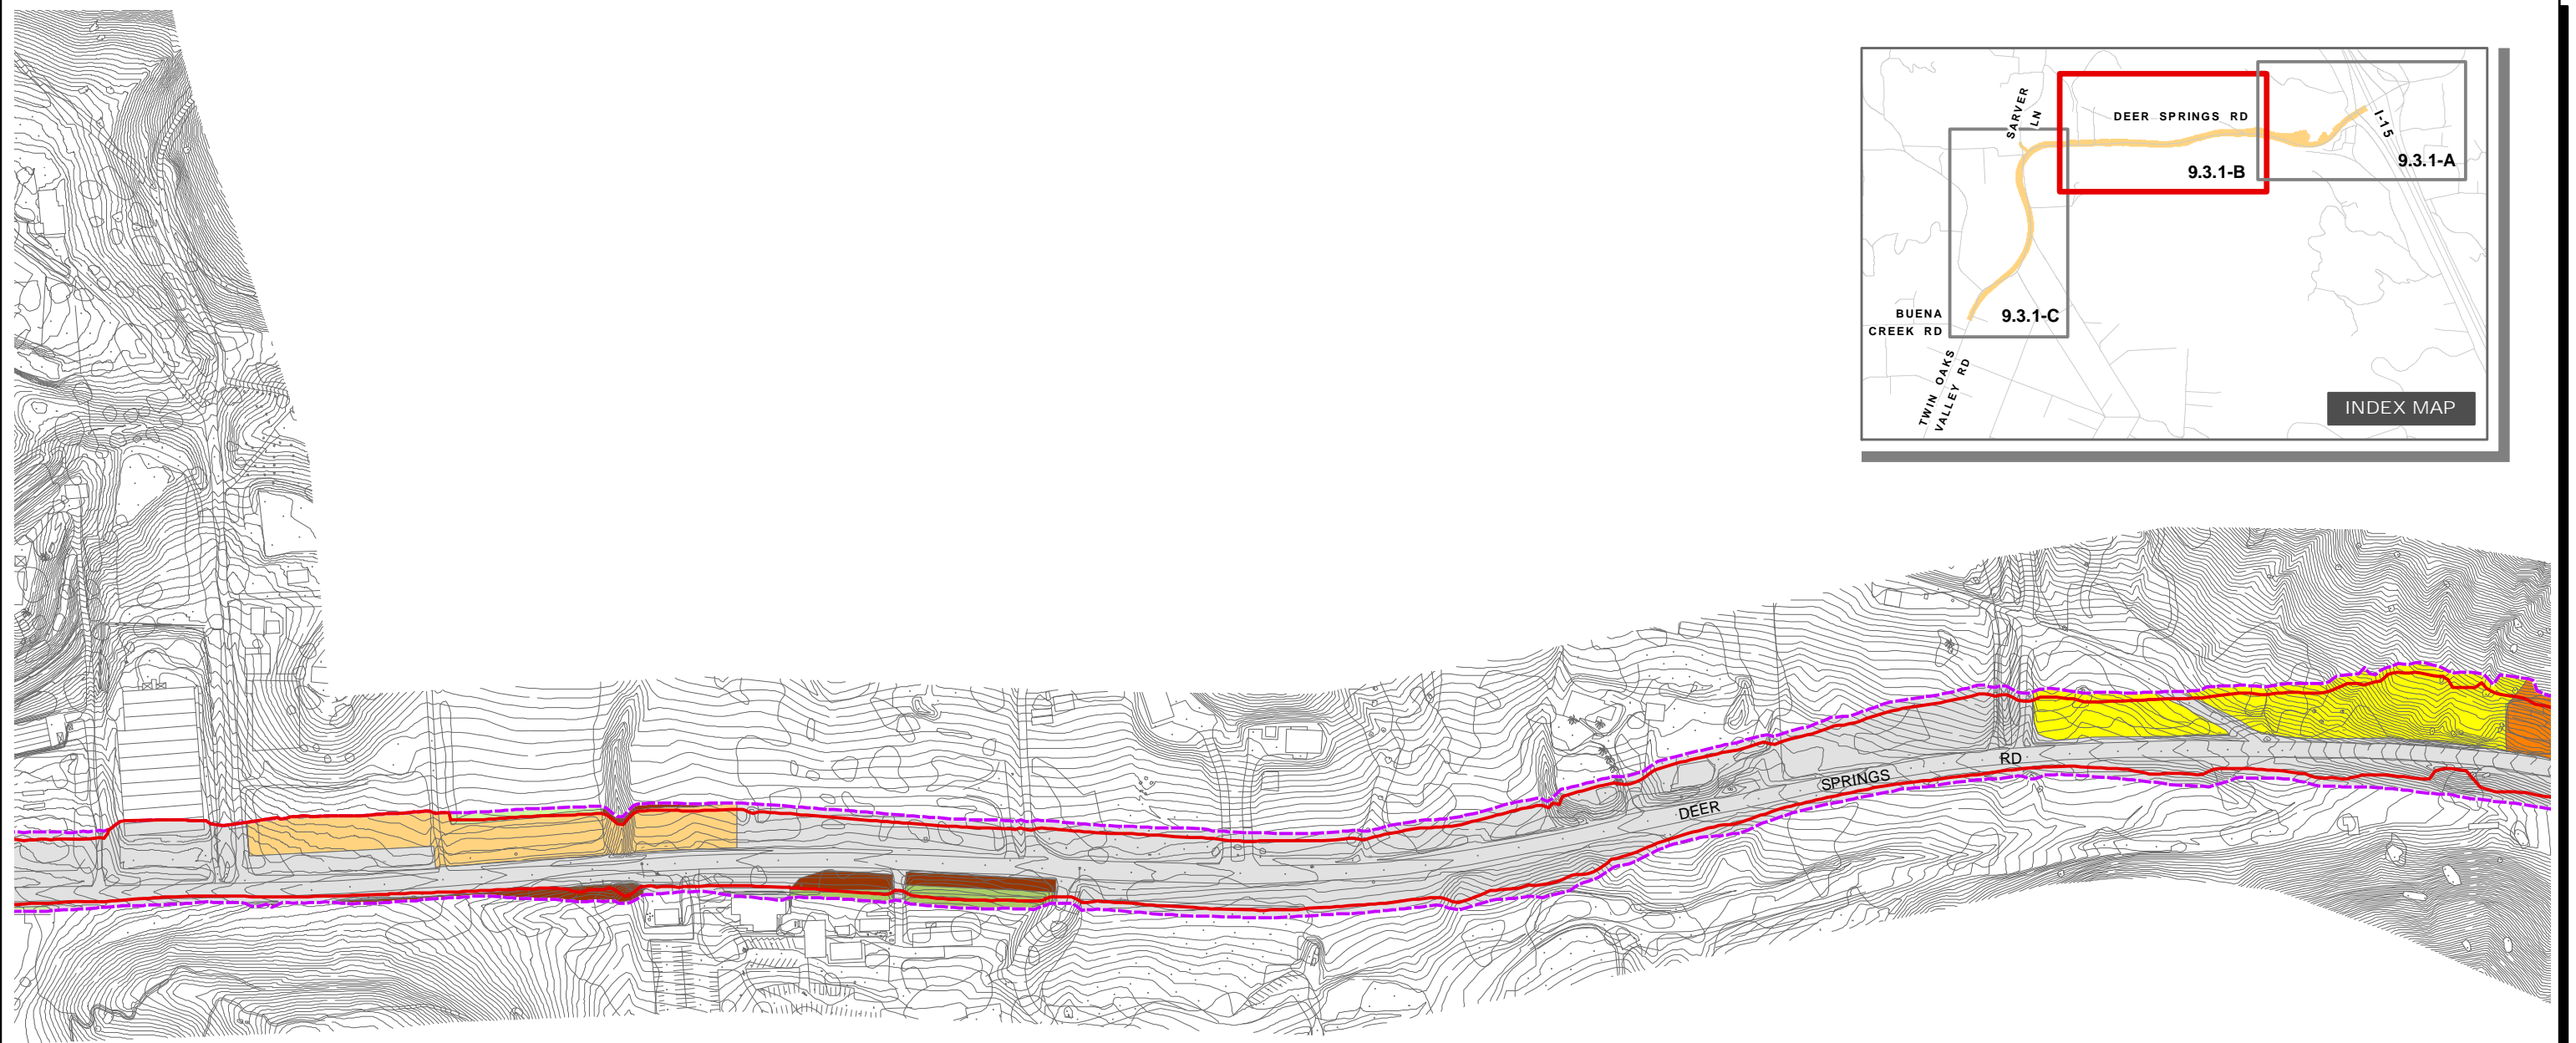 SARVER
LN
DEER SPRINGS RD
I-15
9.3.1-A
9.3.1-B
BUENA
CREEK RD
9.3.1-C
TWIN OAKS
VALLEY RD
INDEX MAP
DEER SPRINGS RD